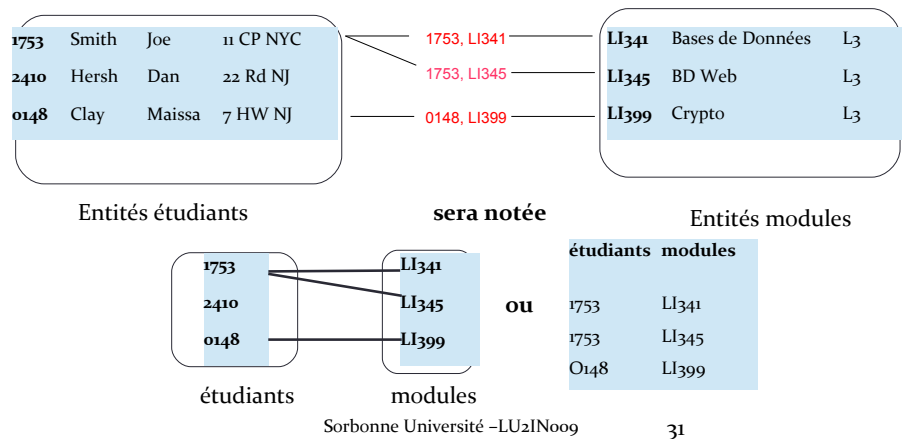 1753 Smith Joe 11 CP NYC
2410 Hersh Dan 22 Rd NJ
0148 Clay Maissa 7 HW NJ
1753, LI341
1753, LI345
0148, LI399
LI341 Bases de Données L3
LI345 BD Web L3
LI399 Crypto L3
Entités étudiants
sera notée
Entités modules
1753
2410
0148
étudiants
LI341
LI345
LI399
modules
ou
étudiants modules
1753 LI341
1753 LI345
O148 LI399
Sorbonne Université –LU2IN009
31